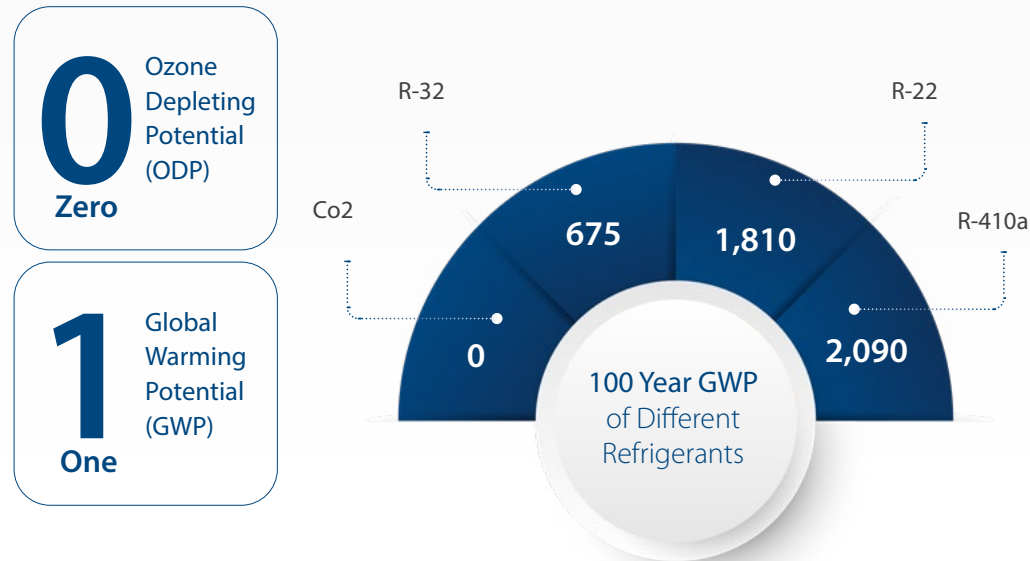 0
Zero
Ozone
Depleting
Potential
(ODP)
1
One
Global
Warming
Potential
(GWP)
Co2
R-32
R-22
R-410a
0
675
1,810
2,090
100 Year GWP
of Different
Refrigerants